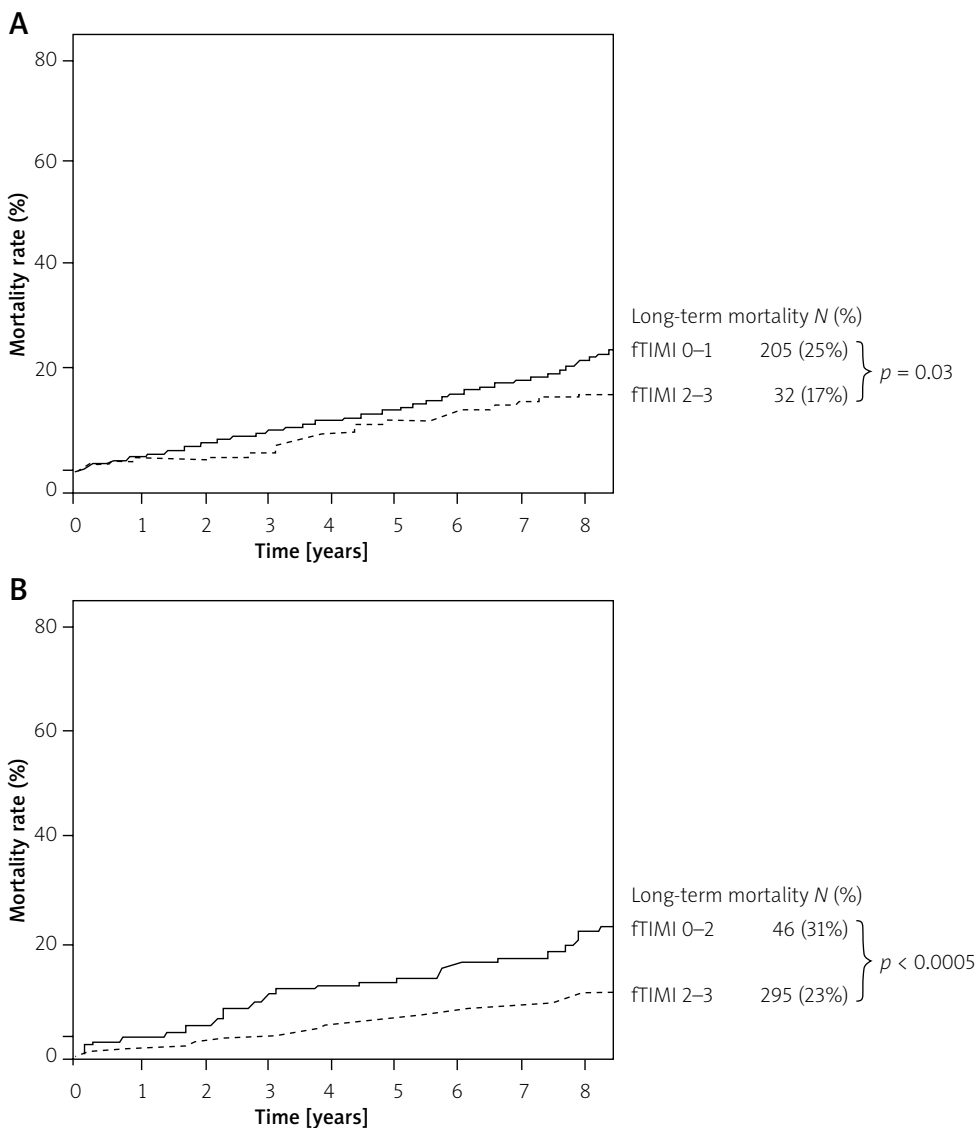 A
80
60
40
20
0
Mortality rate (%)
0 1 2 3 4 5 6 7 8
Time [years]
Long-term mortality N (%)
fTIMI 0–1 205 (25%)
p = 0.03
fTIMI 2–3 32 (17%)
B
80
60
40
20
0
Mortality rate (%)
0 1 2 3 4 5 6 7 8
Time [years]
Long-term mortality N (%)
fTIMI 0–2 46 (31%)
p < 0.0005
fTIMI 2–3 295 (23%)